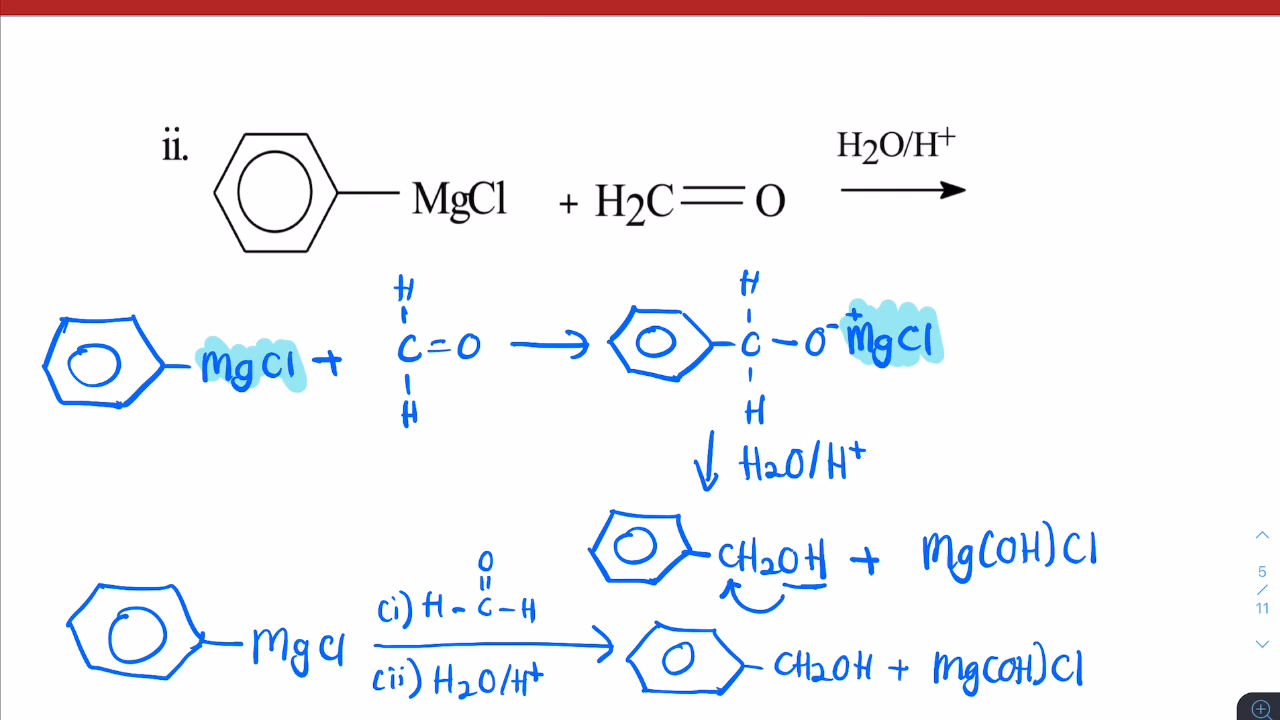 ii.
MgCl + H2C=O H2O/H+
MgCl + H C=O H → H C-O- +MgCl H
↓ H2O/H+
CH2OH + Mg(OH)Cl
MgCl (i) H-C-H O (ii) H2O/H+ → CH2OH + Mg(OH)Cl
5
/
11